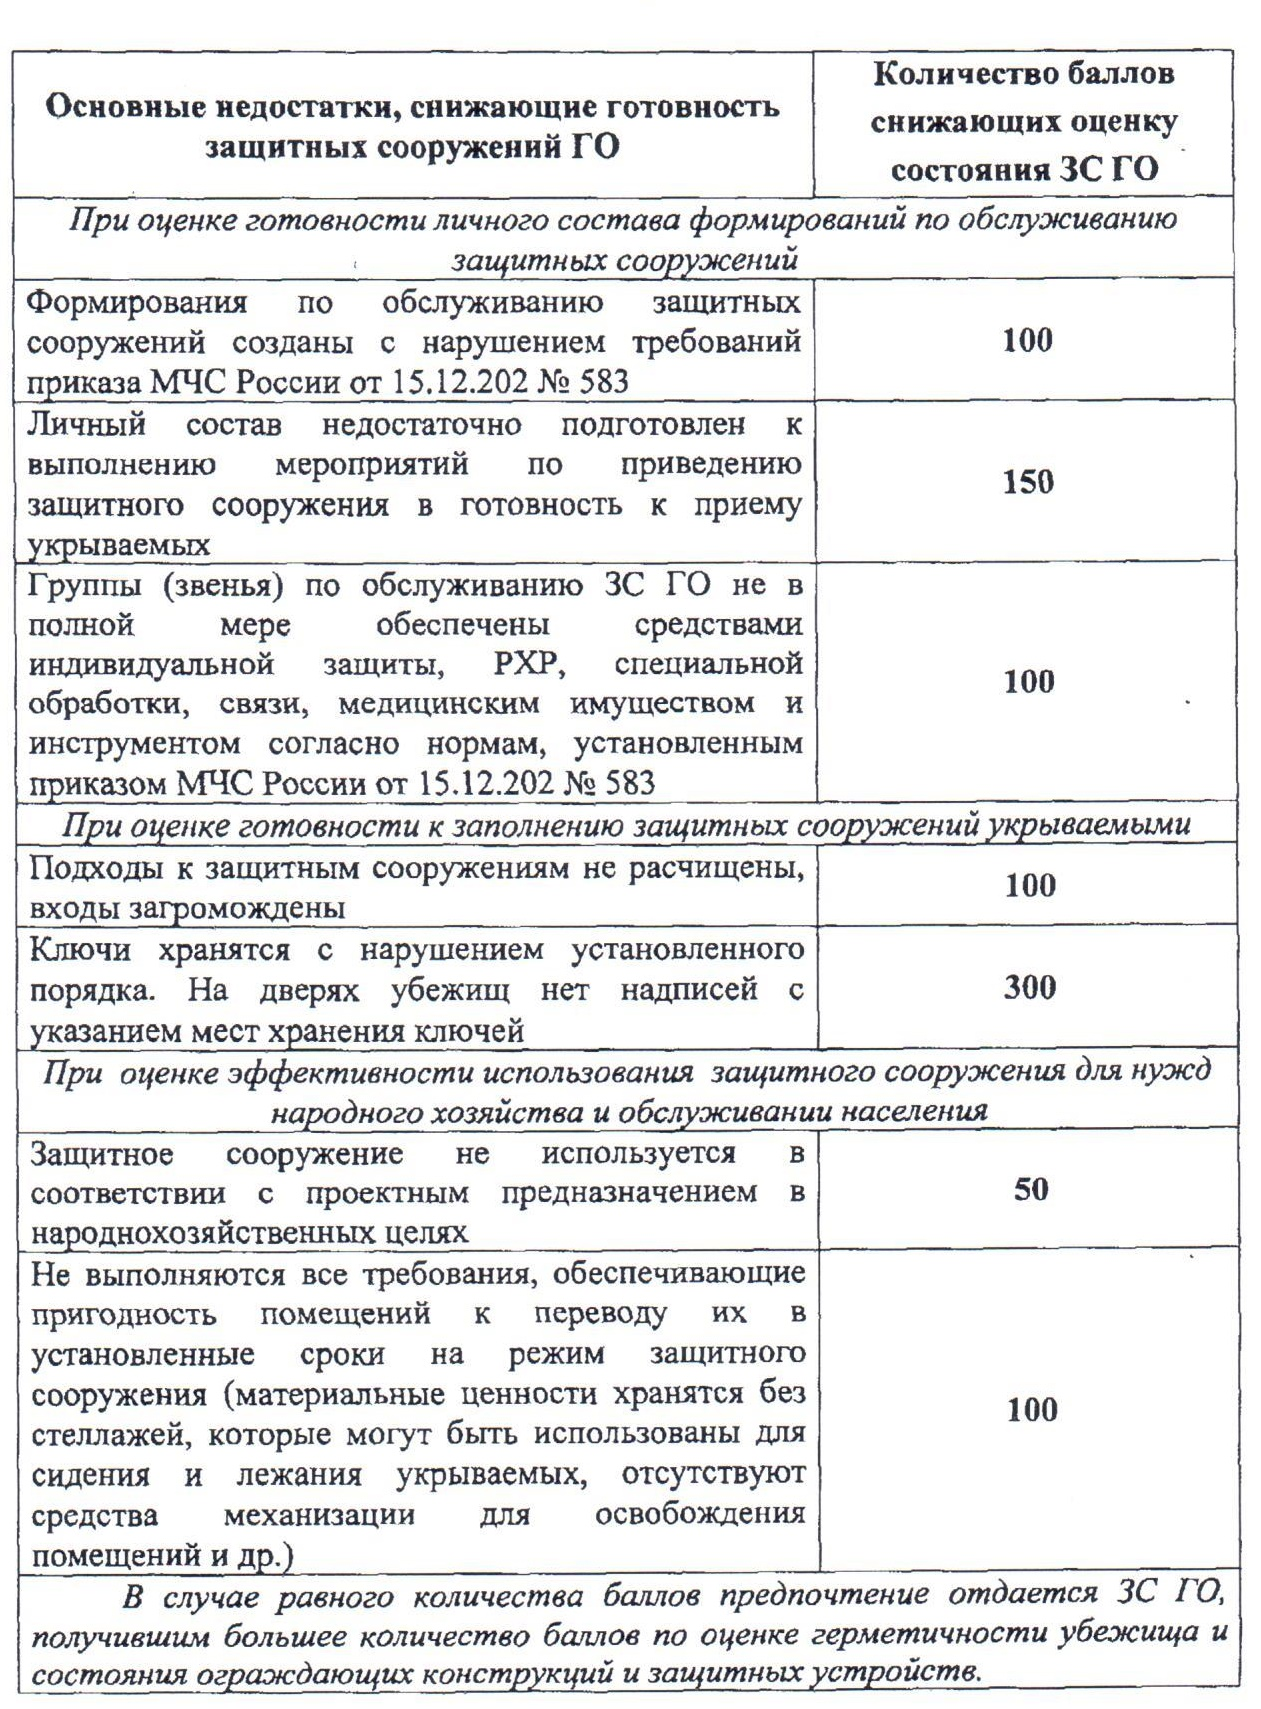 Основные недостатки, снижающие готовность
защитных сооружений ГО
Количество баллов
снижающих оценку
состояния ЗС ГО
При оценке готовности личного состава формирований по обслуживанию
защитных сооружений
Формирования по обслуживанию защитных
сооружений созданы с нарушением требований
приказа МЧС России от 15.12.202 № 583
100
Личный состав недостаточно подготовлен к
выполнению мероприятий по приведению
защитного сооружения в готовность к приему
укрываемых
150
Группы (звенья) по обслуживанию ЗС ГО не в
полной мере обеспечены средствами
индивидуальной защиты, РХР, специальной
обработки, связи, медицинским имуществом и
инструментом согласно нормам, установленным
приказом МЧС России от 15.12.202 № 583
100
При оценке готовности к заполнению защитных сооружений укрываемыми
Подходы к защитным сооружениям не расчищены,
входы загромождены
100
Ключи хранятся с нарушением установленного
порядка. На дверях убежищ нет надписей с
указанием мест хранения ключей
300
При оценке эффективности использования защитного сооружения для нужд
народного хозяйства и обслуживании населения
Защитное сооружение не используется в
соответствии с проектным предназначением в
народнохозяйственных целях
50
Не выполняются все требования, обеспечивающие
пригодность помещений к переводу их в
установленные сроки на режим защитного
сооружения (материальные ценности хранятся без
стеллажей, которые могут быть использованы для
сидения и лежания укрываемых, отсутствуют
средства механизации для освобождения
помещений и др.)
100
В случае равного количества баллов предпочтение отдается ЗС ГО,
получившим большее количество баллов по оценке герметичности убежища и
состояния ограждающих конструкций и защитных устройств.